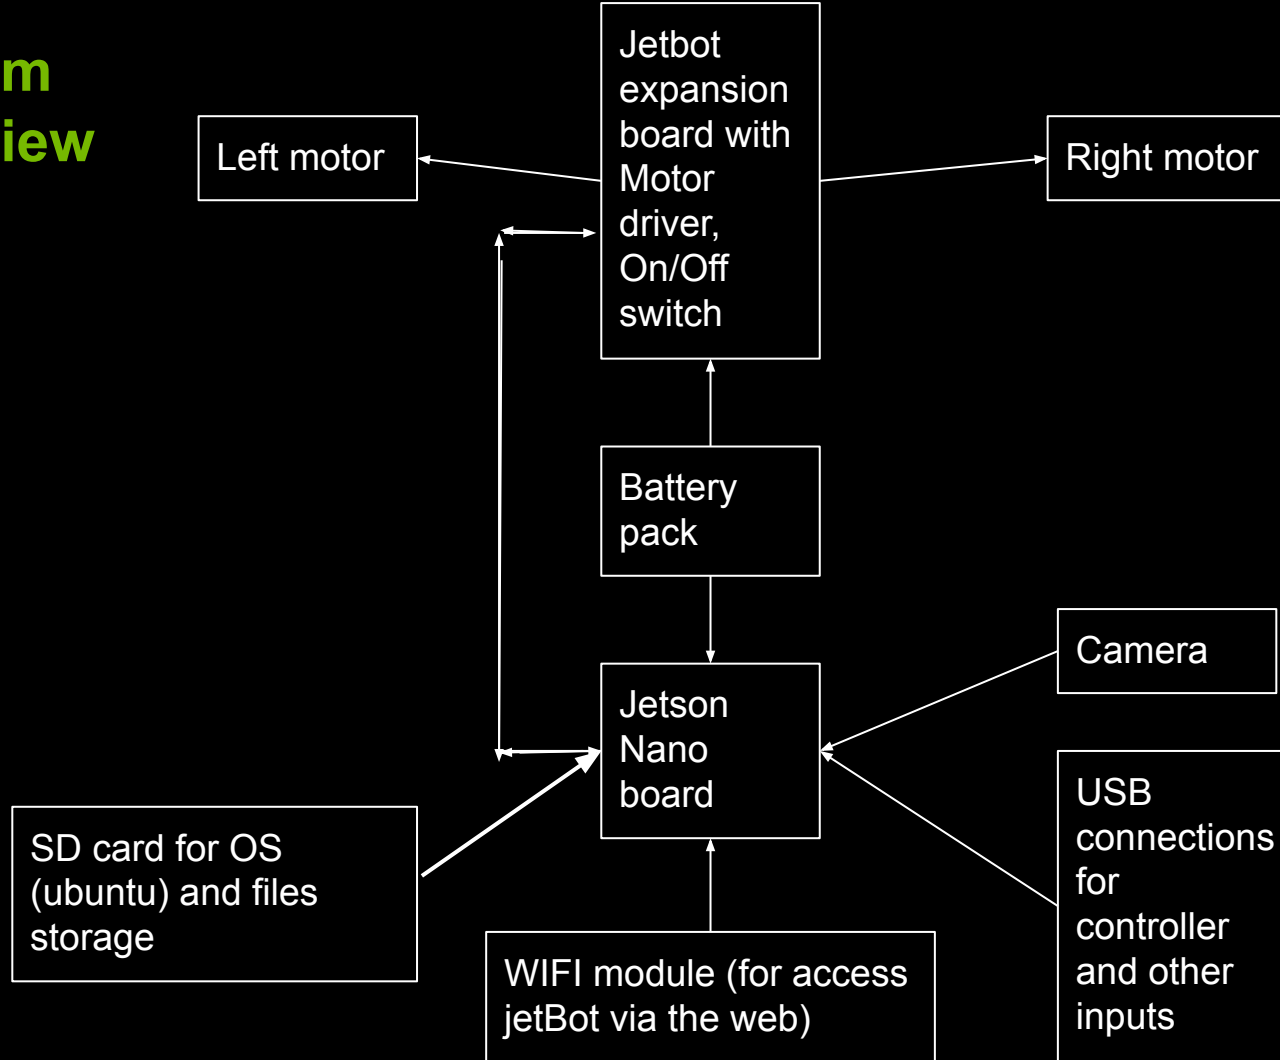 m
iew
Left motor
Jetbot
expansion
board with
Motor
driver,
On/Off
switch
Right motor
Battery
pack
Jetson
Nano
board
Camera
USB
connections
for
controller
and other
inputs
SD card for OS
(ubuntu) and files
storage
WIFI module (for access
jetBot via the web)